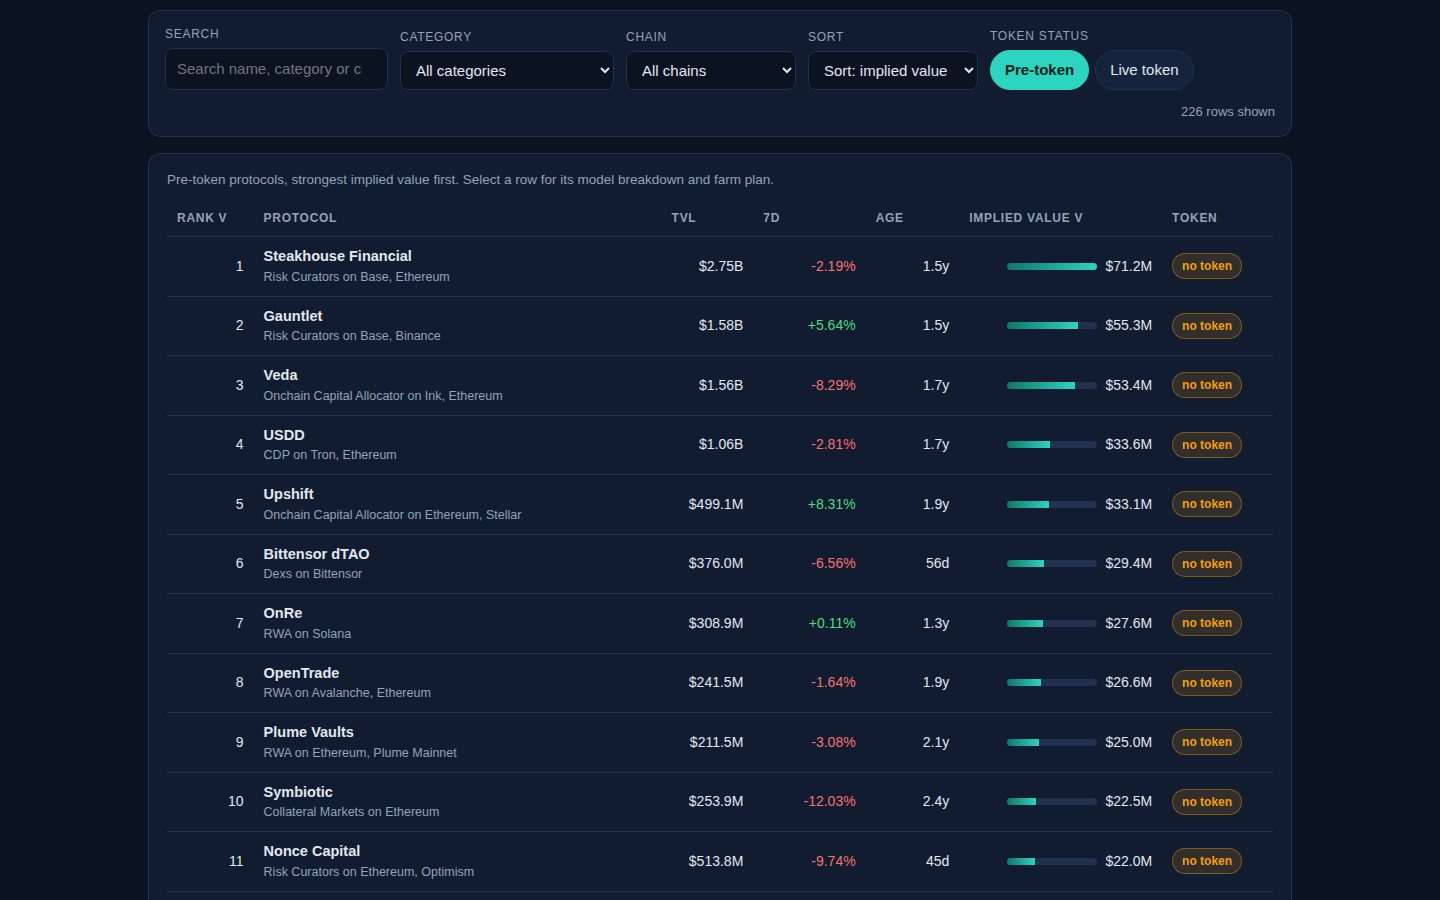 SEARCH
CATEGORY
CHAIN
SORT
TOKEN STATUS
Search name, category or c
All categories
All chains
Sort: implied value
Pre-token
Live token
226 rows shown
Pre-token protocols, strongest implied value first. Select a row for its model breakdown and farm plan.
RANK V PROTOCOL TVL 7D AGE IMPLIED VALUE V TOKEN
1 Steakhouse Financial $2.75B -2.19% 1.5y $71.2M no token
Risk Curators on Base, Ethereum
2 Gauntlet $1.58B +5.64% 1.5y $55.3M no token
Risk Curators on Base, Binance
3 Veda $1.56B -8.29% 1.7y $53.4M no token
Onchain Capital Allocator on Ink, Ethereum
4 USDD $1.06B -2.81% 1.7y $33.6M no token
CDP on Tron, Ethereum
5 Upshift $499.1M +8.31% 1.9y $33.1M no token
Onchain Capital Allocator on Ethereum, Stellar
6 Bittensor dTAO $376.0M -6.56% 56d $29.4M no token
Dexs on Bittensor
7 OnRe $308.9M +0.11% 1.3y $27.6M no token
RWA on Solana
8 OpenTrade $241.5M -1.64% 1.9y $26.6M no token
RWA on Avalanche, Ethereum
9 Plume Vaults $211.5M -3.08% 2.1y $25.0M no token
RWA on Ethereum, Plume Mainnet
10 Symbiotic $253.9M -12.03% 2.4y $22.5M no token
Collateral Markets on Ethereum
11 Nonce Capital $513.8M -9.74% 45d $22.0M no token
Risk Curators on Ethereum, Optimism